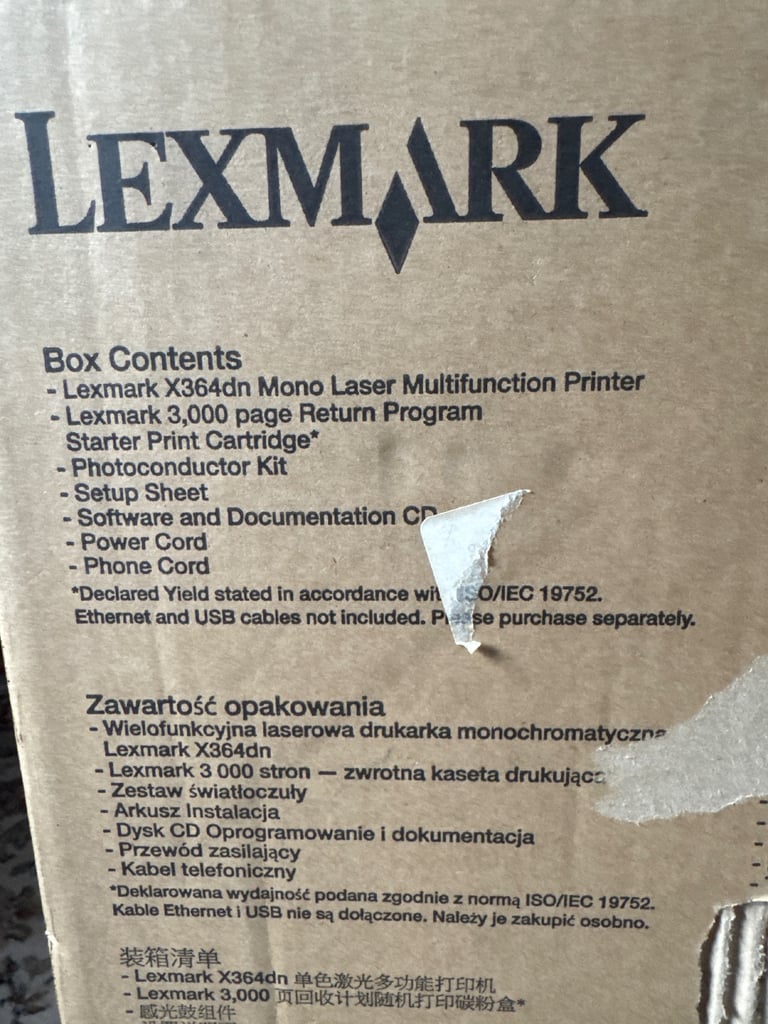 LEXMARK
Box Contents
- Lexmark X364dn Mono Laser Multifunction Printer
- Lexmark 3,000 page Return Program
Starter Print Cartridge*
- Photoconductor Kit
- Setup Sheet
- Software and Documentation CD
- Power Cord
- Phone Cord
*Declared Yield stated in accordance with ISO/IEC 19752.
Ethernet and USB cables not included. Please purchase separately.
Zawartość opakowania
- Wielofunkcyjna laserowa drukarka monochromatyczna
Lexmark X364dn
- Lexmark 3 000 stron — zwrotna kaseta drukująca
- Zestaw światłoczuły
- Arkusz Instalacja
- Dysk CD Oprogramowanie i dokumentacja
- Przewód zasilający
- Kabel telefoniczny
*Deklarowana wydajność podana zgodnie z normą ISO/IEC 19752.
Kable Ethernet i USB nie są dołączone. Należy je zakupić osobno.
装箱清单
- Lexmark X364dn 单色激光多功能打印机
- Lexmark 3,000 页回收计划随机打印碳粉盒*
- 感光鼓组件